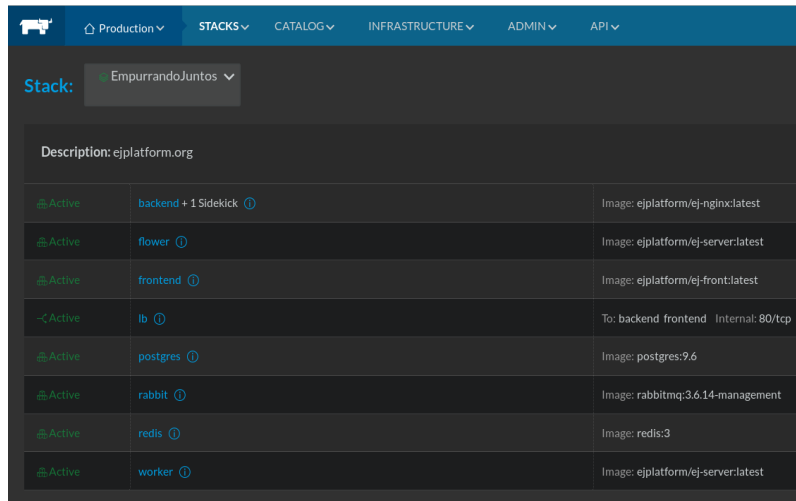 Production STACKS CATALOG INFRASTRUCTURE ADMIN API
Stack: EmpurrandoJuntos
Description: ejplatform.org
Active backend + 1 Sidekick Image: ejplatform/ej-nginx:latest
Active flower Image: ejplatform/ej-server:latest
Active frontend Image: ejplatform/ej-front:latest
Active lb To: backend frontend Internal: 80/tcp
Active postgres Image: postgres:9.6
Active rabbit Image: rabbitmq:3.6.14-management
Active redis Image: redis:3
Active worker Image: ejplatform/ej-server:latest